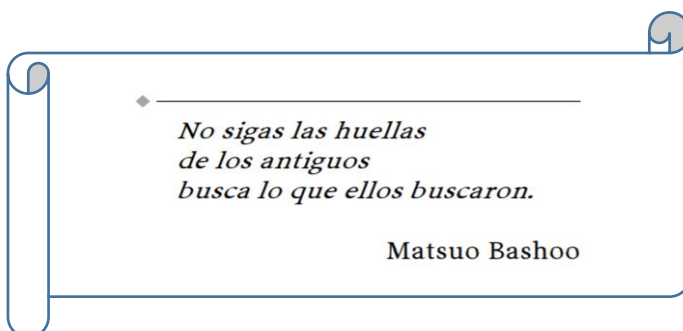 No sigas las huellas
de los antiguos
busca lo que ellos buscaron.
Matsuo Bashoo